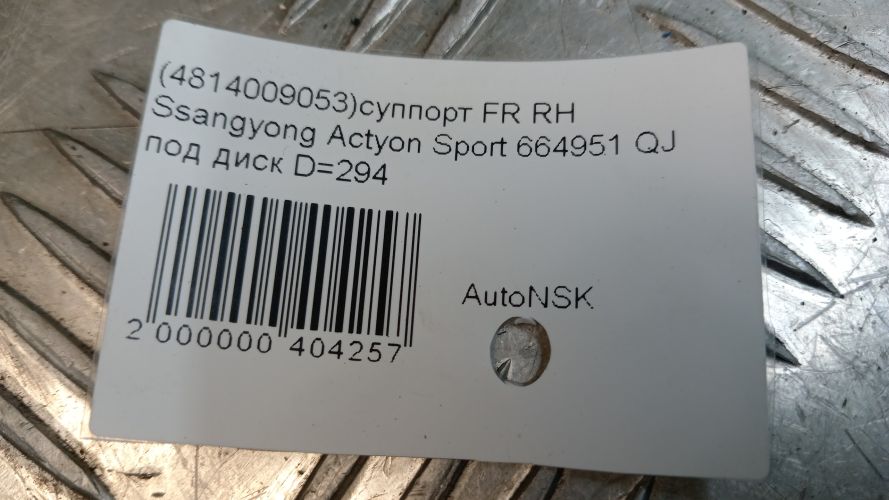 (4814009053)суппорт FR RH
Ssangyong Actyon Sport 664951 QJ
под диск D=294
AutoNSK
2 000000 404257